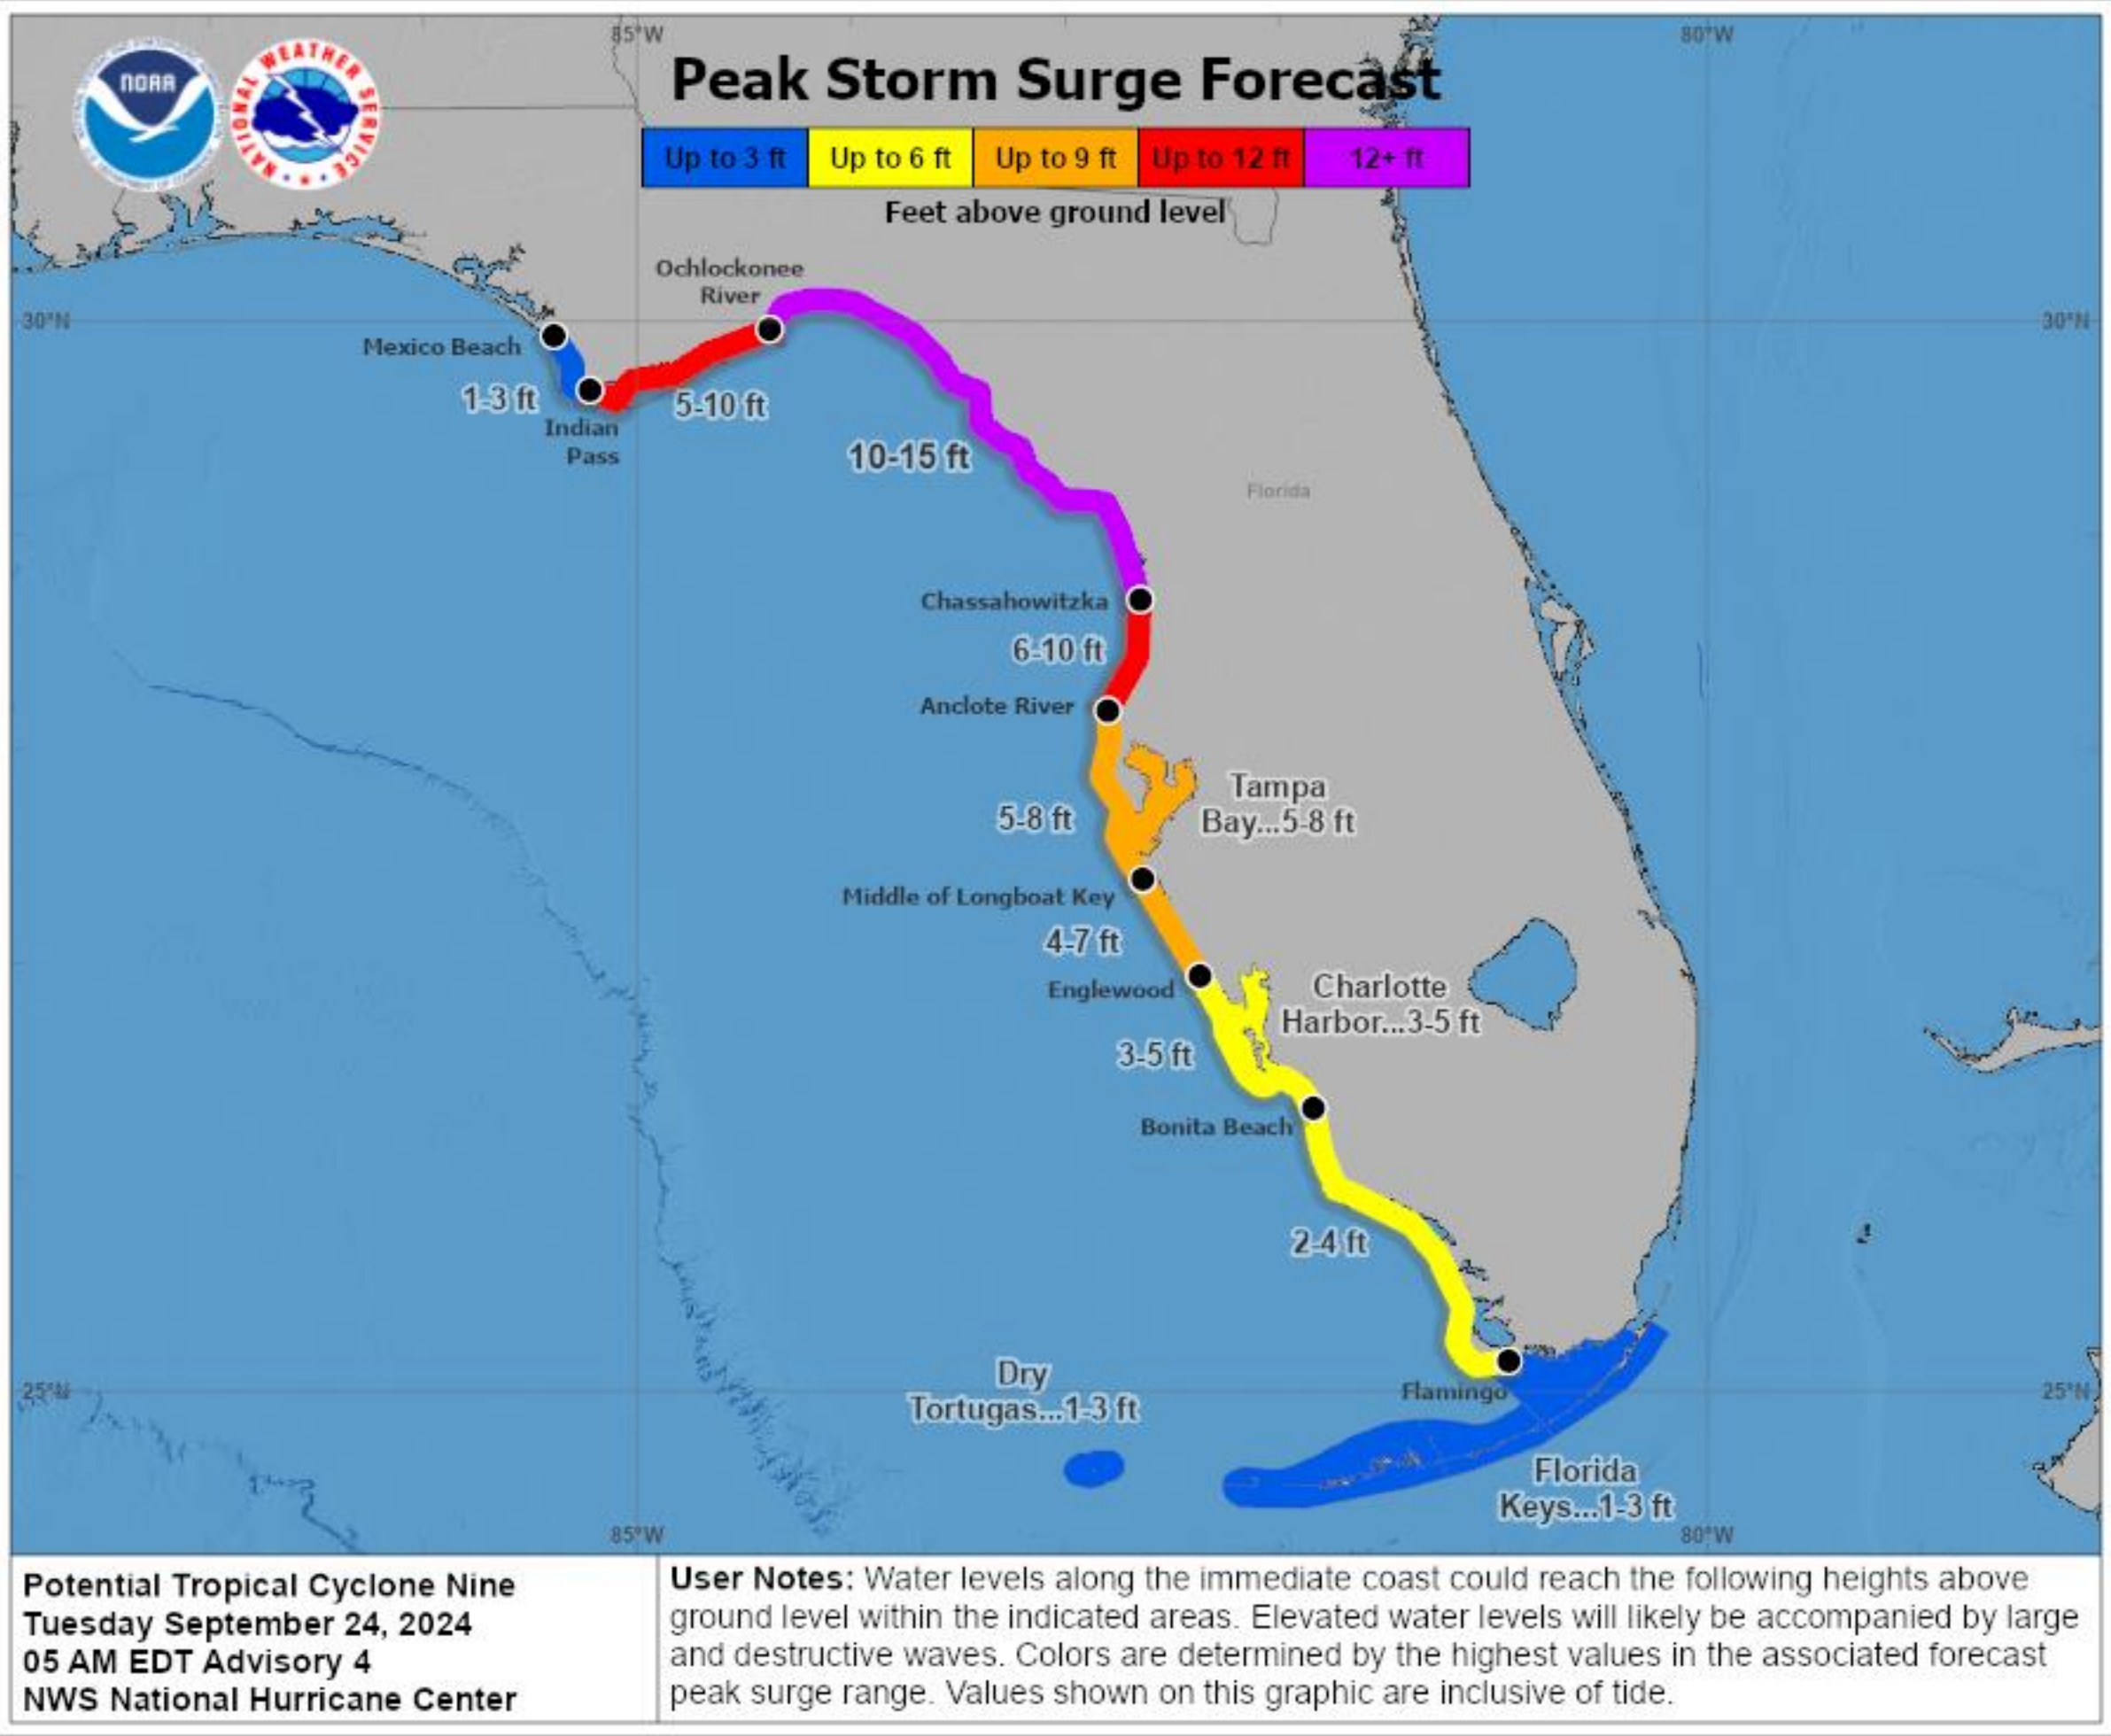 85°W
80°W
NOAA
NATIONAL WEATHER SERVICE
Peak Storm Surge Forecast
Up to 3 ft
Up to 6 ft
Up to 9 ft
Up to 12 ft
12+ ft
Feet above ground level
Ochlockonee
River
30°N
30°N
Mexico Beach
1-3 ft
5-10 ft
Indian
Pass
10-15 ft
Florida
Chassahowitzka
6-10 ft
Anclote River
Tampa
Bay...5-8 ft
5-8 ft
Middle of Longboat Key
4-7 ft
Englewood
Charlotte
Harbor...3-5 ft
3-5 ft
Bonita Beach
2-4 ft
Dry
Tortugas...1-3 ft
Flamingo
25°N
25°N
Florida
Keys...1-3 ft
85°W
80°W
Potential Tropical Cyclone Nine
Tuesday September 24, 2024
05 AM EDT Advisory 4
NWS National Hurricane Center
User Notes: Water levels along the immediate coast could reach the following heights above
ground level within the indicated areas. Elevated water levels will likely be accompanied by large
and destructive waves. Colors are determined by the highest values in the associated forecast
peak surge range. Values shown on this graphic are inclusive of tide.